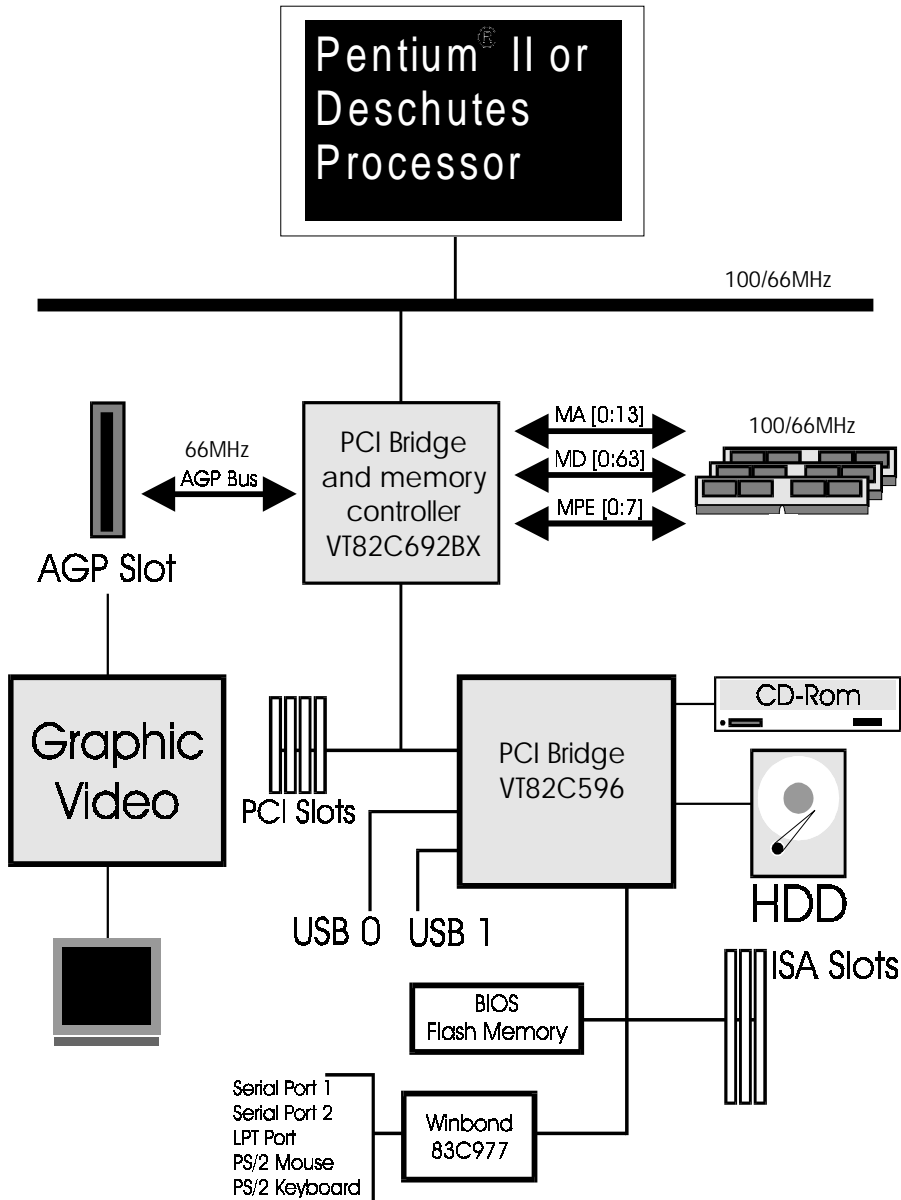 Pentium® II or
Deschutes
Processor
100/66MHz
PCI Bridge
and memory
controller
VT82C692BX
66MHz
AGP Bus
MA [0:13]
MD [0:63]
MPE [0:7]
100/66MHz
AGP Slot
Graphic
Video
PCI Slots
PCI Bridge
VT82C596
CD-Rom
HDD
USB 0
USB 1
ISA Slots
BIOS
Flash Memory
Serial Port 1
Serial Port 2
LPT Port
PS/2 Mouse
PS/2 Keyboard
Winbond
83C977